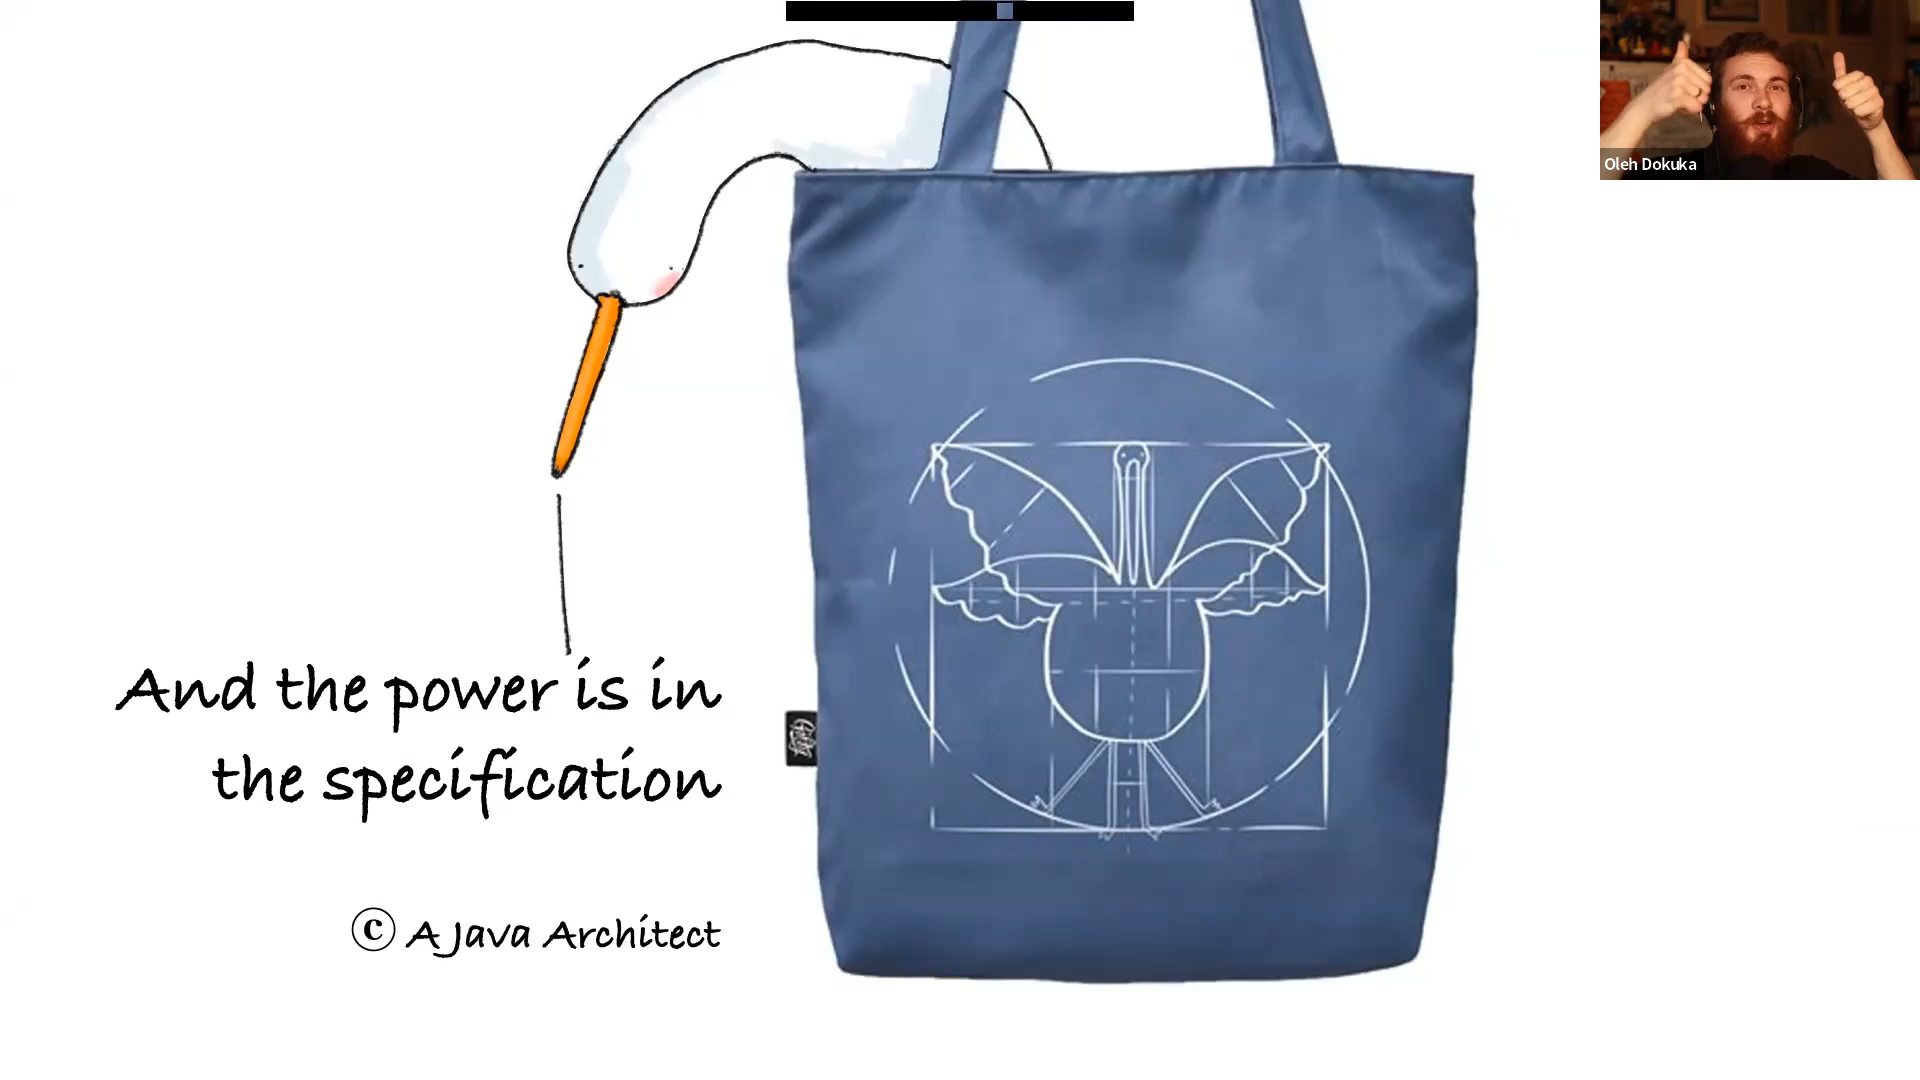 Oleh Dokuka
And the power is in
the specification
© A Java Architect